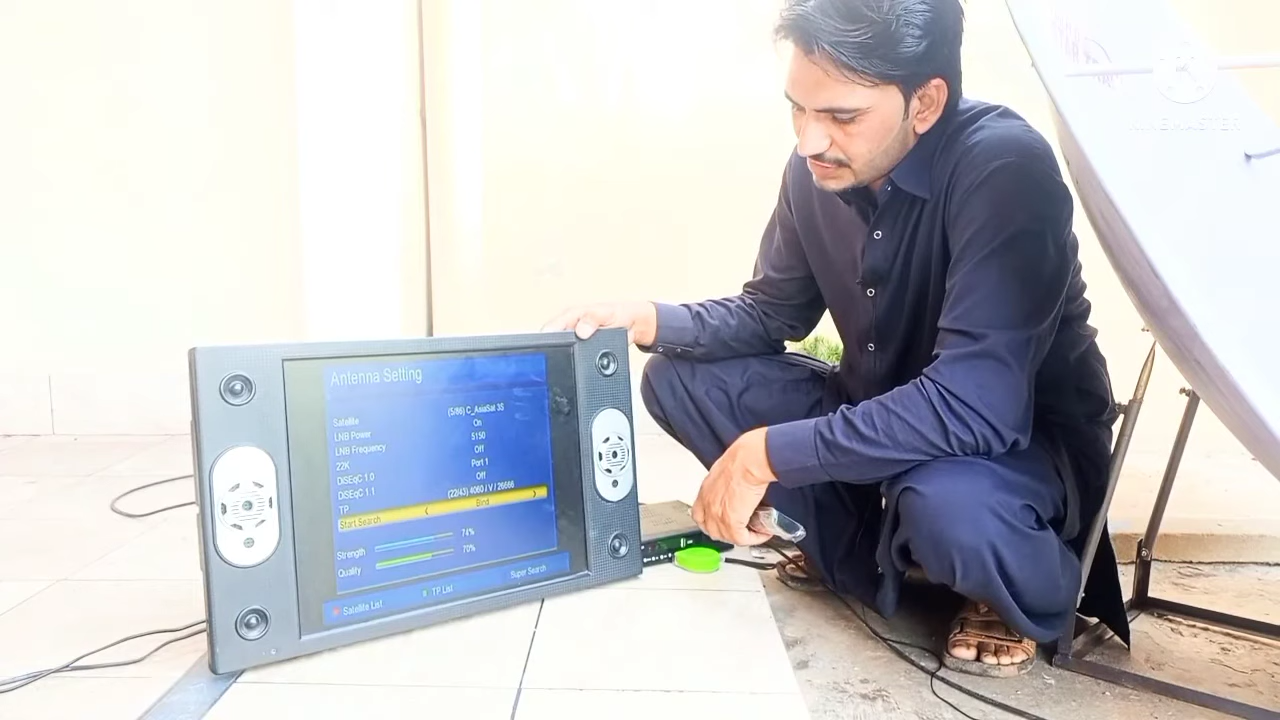 KINEMASTER
Antenna Setting
Satellite (5/86) C_AsiaSat 3S
LNB Power On
LNB Frequency 5150
22K Off
DiSEqC 1.0 Port 1
DiSEqC 1.1 Off
TP (22/43) 4060 / V / 26666
Start Search Blind
Strength 74%
Quality 70%
Satellite List TP List Super Search